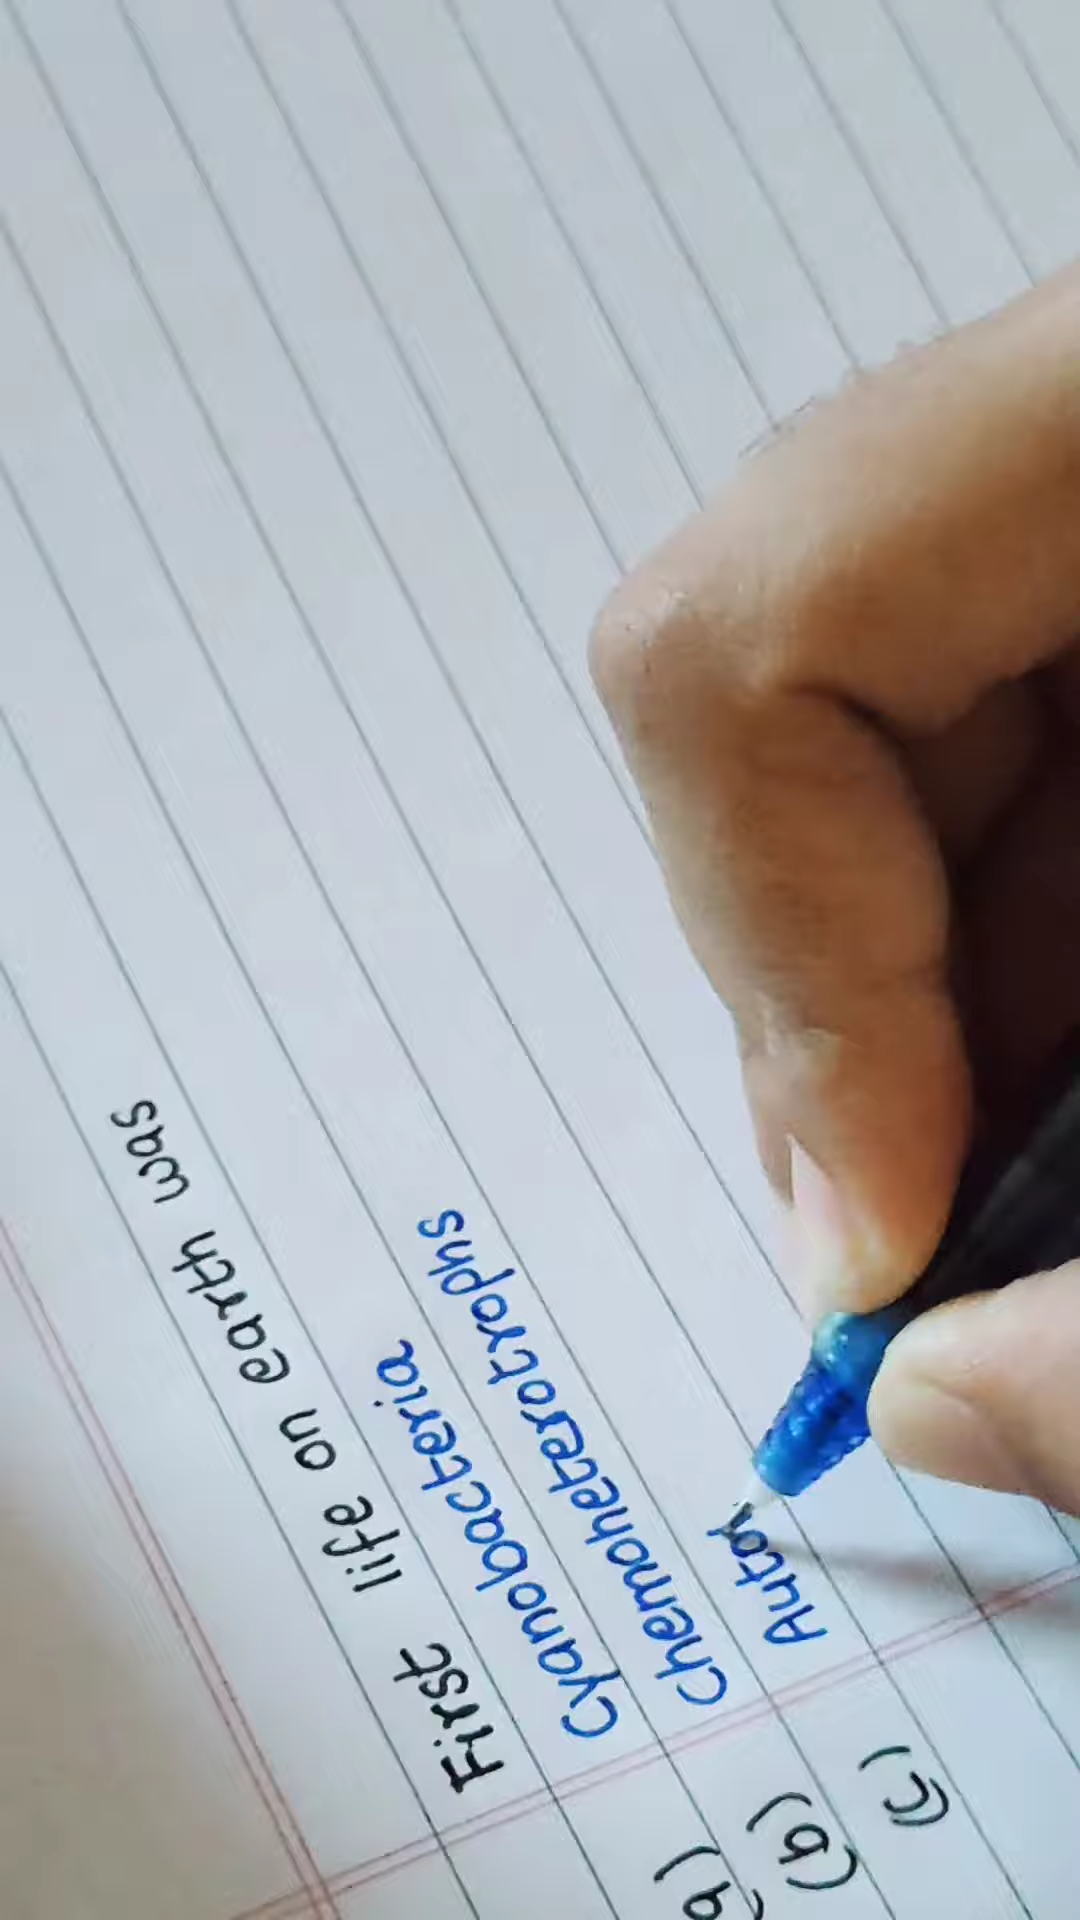 First life on earth was
(a) Cyanobacteria
(b) Chemoheterotrophs
(c) Auto